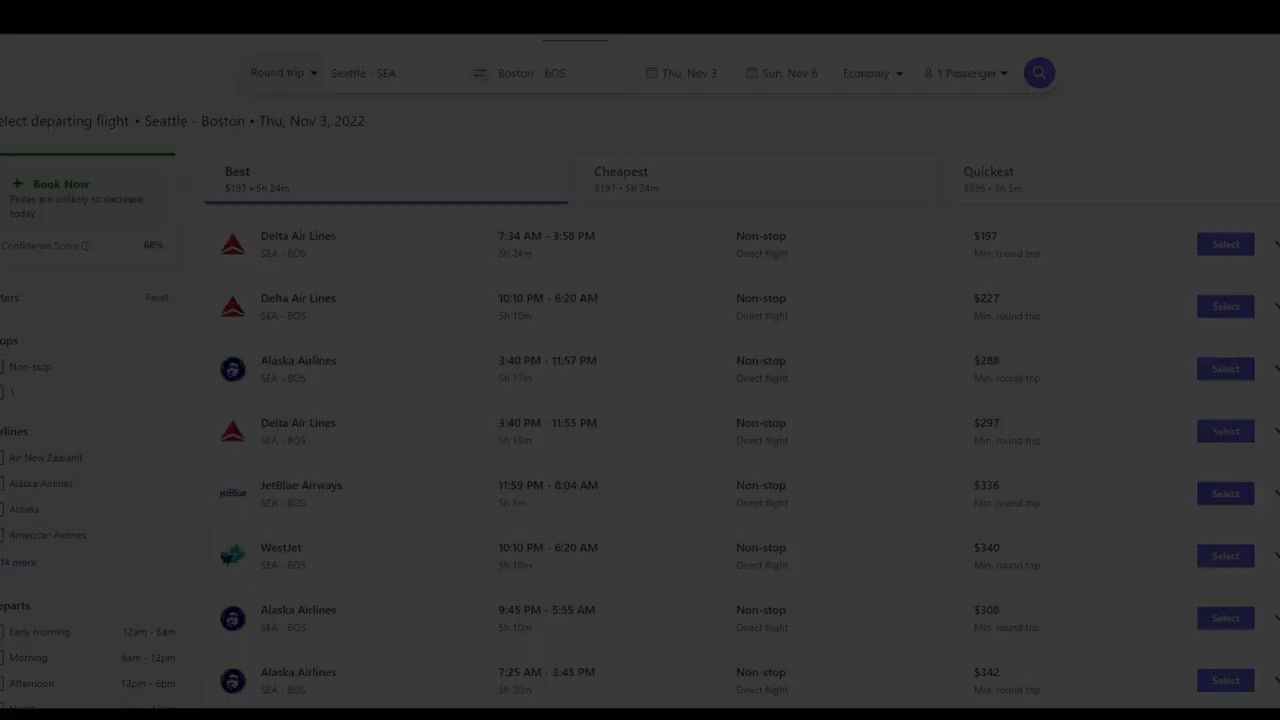 Round trip Seattle - SEA Boston - BOS Thu, Nov 3 Sun, Nov 6 Economy 1 Passenger
elect departing flight • Seattle - Boston • Thu, Nov 3, 2022
Book Now
Prices are unlikely to decrease
today.
Confidence Score 68%
ters Reset
ops
Non-stop
1
rlines
Air New Zealand
Alaska Airlines
Alitalia
American Airlines
14 more
eparts
Early morning 12am - 6am
Morning 6am - 12pm
Afternoon 12pm - 6pm
Best
$197 • 5h 24m
Cheapest
$197 • 5h 24m
Quickest
$336 • 5h 5m
Delta Air Lines 7:34 AM - 3:58 PM Non-stop $197 Select
SEA - BOS 5h 24m Direct flight Min. round trip
Delta Air Lines 10:10 PM - 6:20 AM Non-stop $227 Select
SEA - BOS 5h 10m Direct flight Min. round trip
Alaska Airlines 3:40 PM - 11:57 PM Non-stop $288 Select
SEA - BOS 5h 17m Direct flight Min. round trip
Delta Air Lines 3:40 PM - 11:55 PM Non-stop $297 Select
SEA - BOS 5h 15m Direct flight Min. round trip
jetBlue JetBlue Airways 11:59 PM - 8:04 AM Non-stop $336 Select
SEA - BOS 5h 5m Direct flight Min. round trip
WestJet 10:10 PM - 6:20 AM Non-stop $340 Select
SEA - BOS 5h 10m Direct flight Min. round trip
Alaska Airlines 9:45 PM - 5:55 AM Non-stop $308 Select
SEA - BOS 5h 10m Direct flight Min. round trip
Alaska Airlines 7:25 AM - 3:45 PM Non-stop $342 Select
SEA - BOS 5h 20m Direct flight Min. round trip